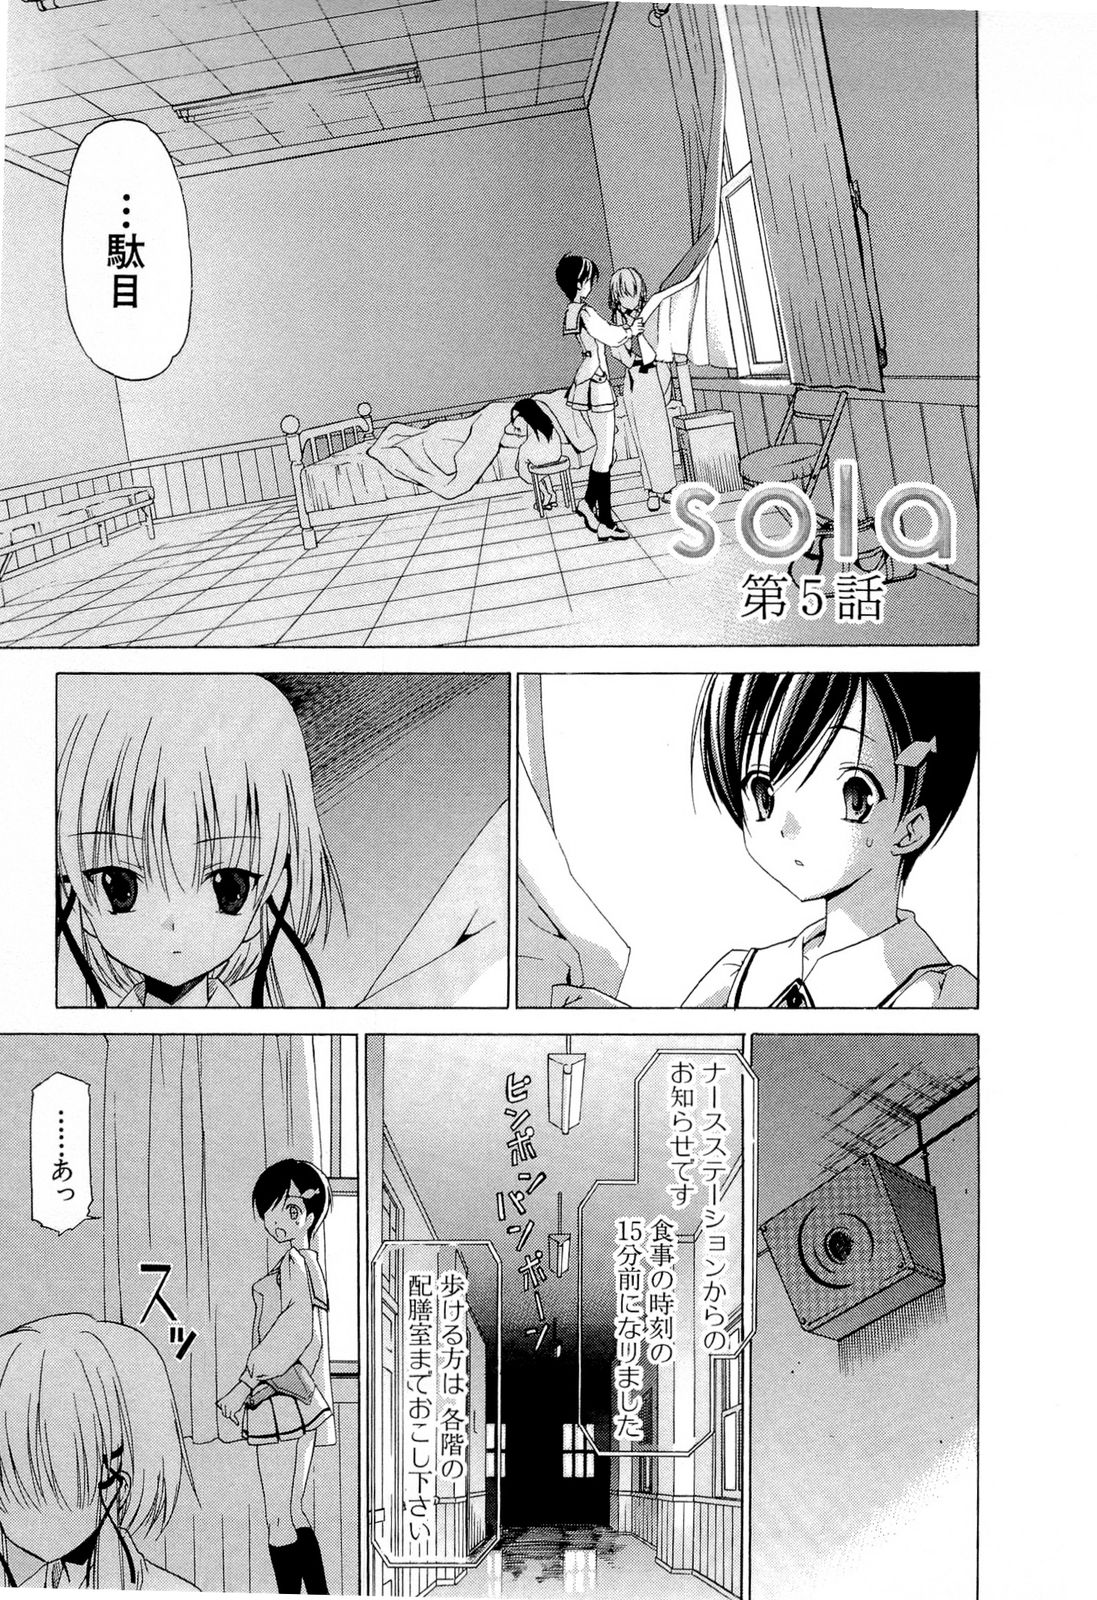 …駄目
sola
第5話
ナースステーションからの
お知らせです
食事の時刻の
15分前になりました
ピンポンパンポーン
歩ける方は 各階の
配膳室までおこし下さい
……あっ
スッ